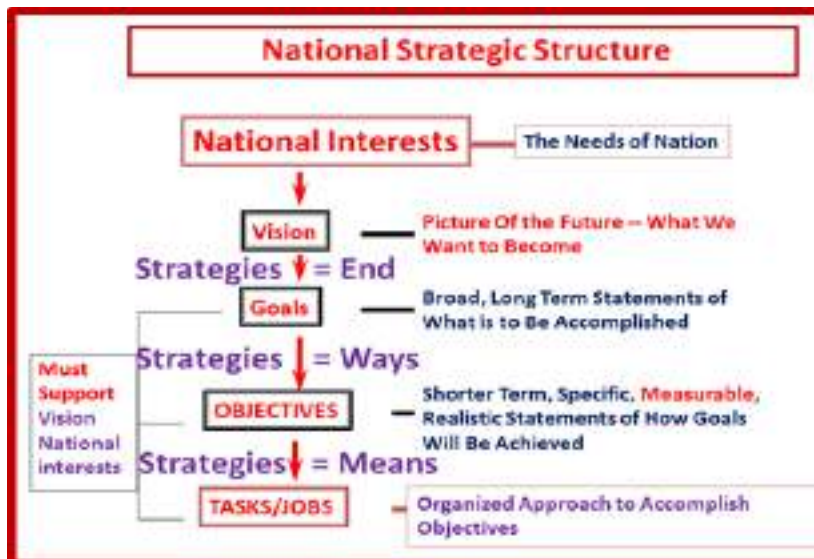 National Strategic Structure
National Interests
The Needs of Nation
Vision
Picture Of the Future – What We
Want to Become
Strategies = End
Goals
Broad, Long Term Statements of
What is to Be Accomplished
Strategies = Ways
Must
Support
Vision
National
interests
OBJECTIVES
Shorter Term, Specific, Measurable,
Realistic Statements of How Goals
Will Be Achieved
Strategies = Means
TASKS/JOBS
Organized Approach to Accomplish
Objectives